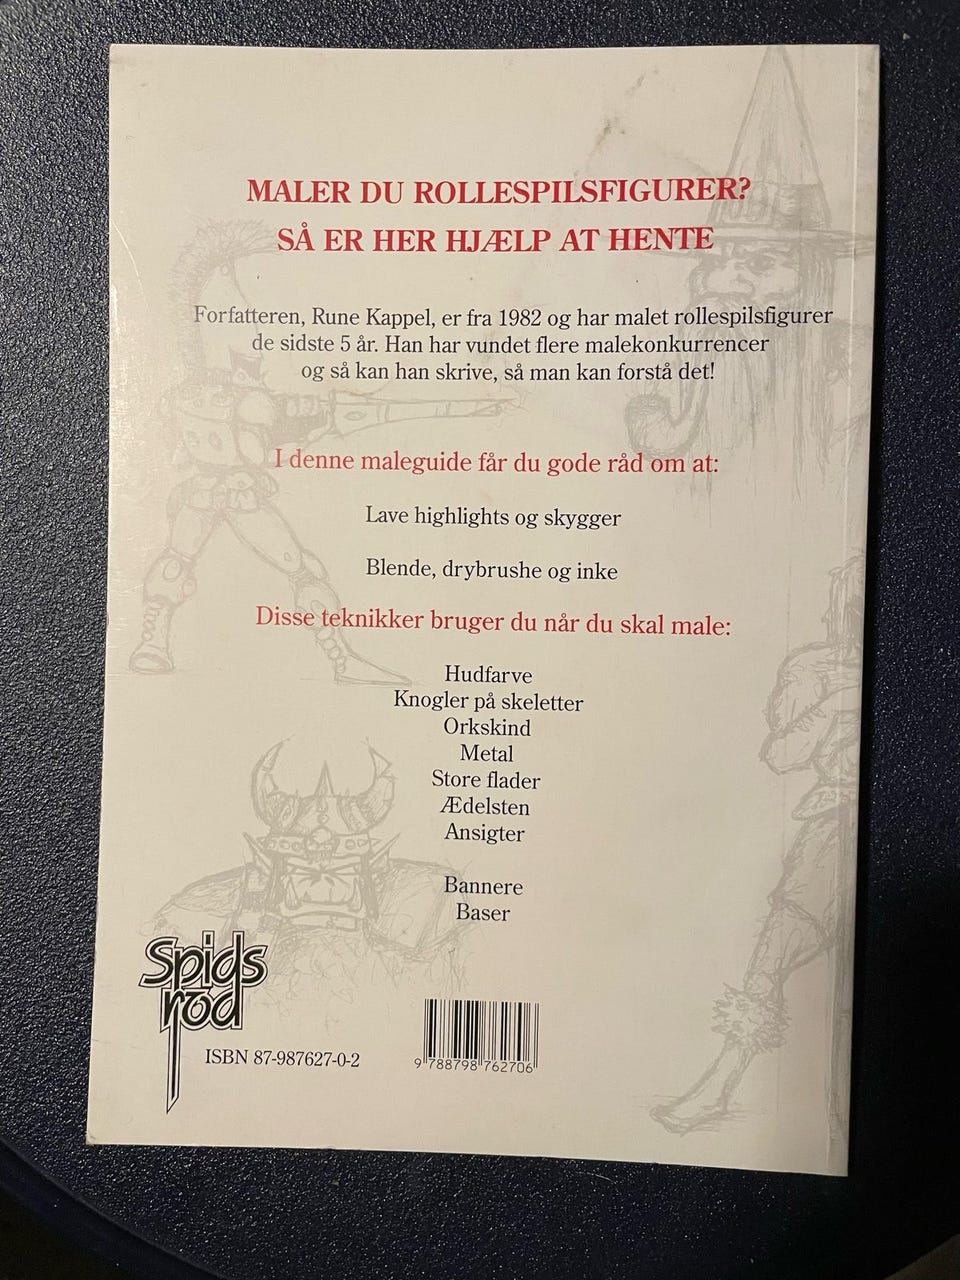 MALER DU ROLLESPILSFIGURER?
SÅ ER HER HJÆLP AT HENTE
Forfatteren, Rune Kappel, er fra 1982 og har malet rollespilsfigurer
de sidste 5 år. Han har vundet flere malekonkurrencer
og så kan han skrive, så man kan forstå det!
I denne maleguide får du gode råd om at:
Lave highlights og skygger
Blende, drybrushe og inke
Disse teknikker bruger du når du skal male:
Hudfarve
Knogler på skeletter
Orkskind
Metal
Store flader
Ædelsten
Ansigter
Bannere
Baser
Spids
rod
ISBN 87-987627-0-2
9 788798 762706